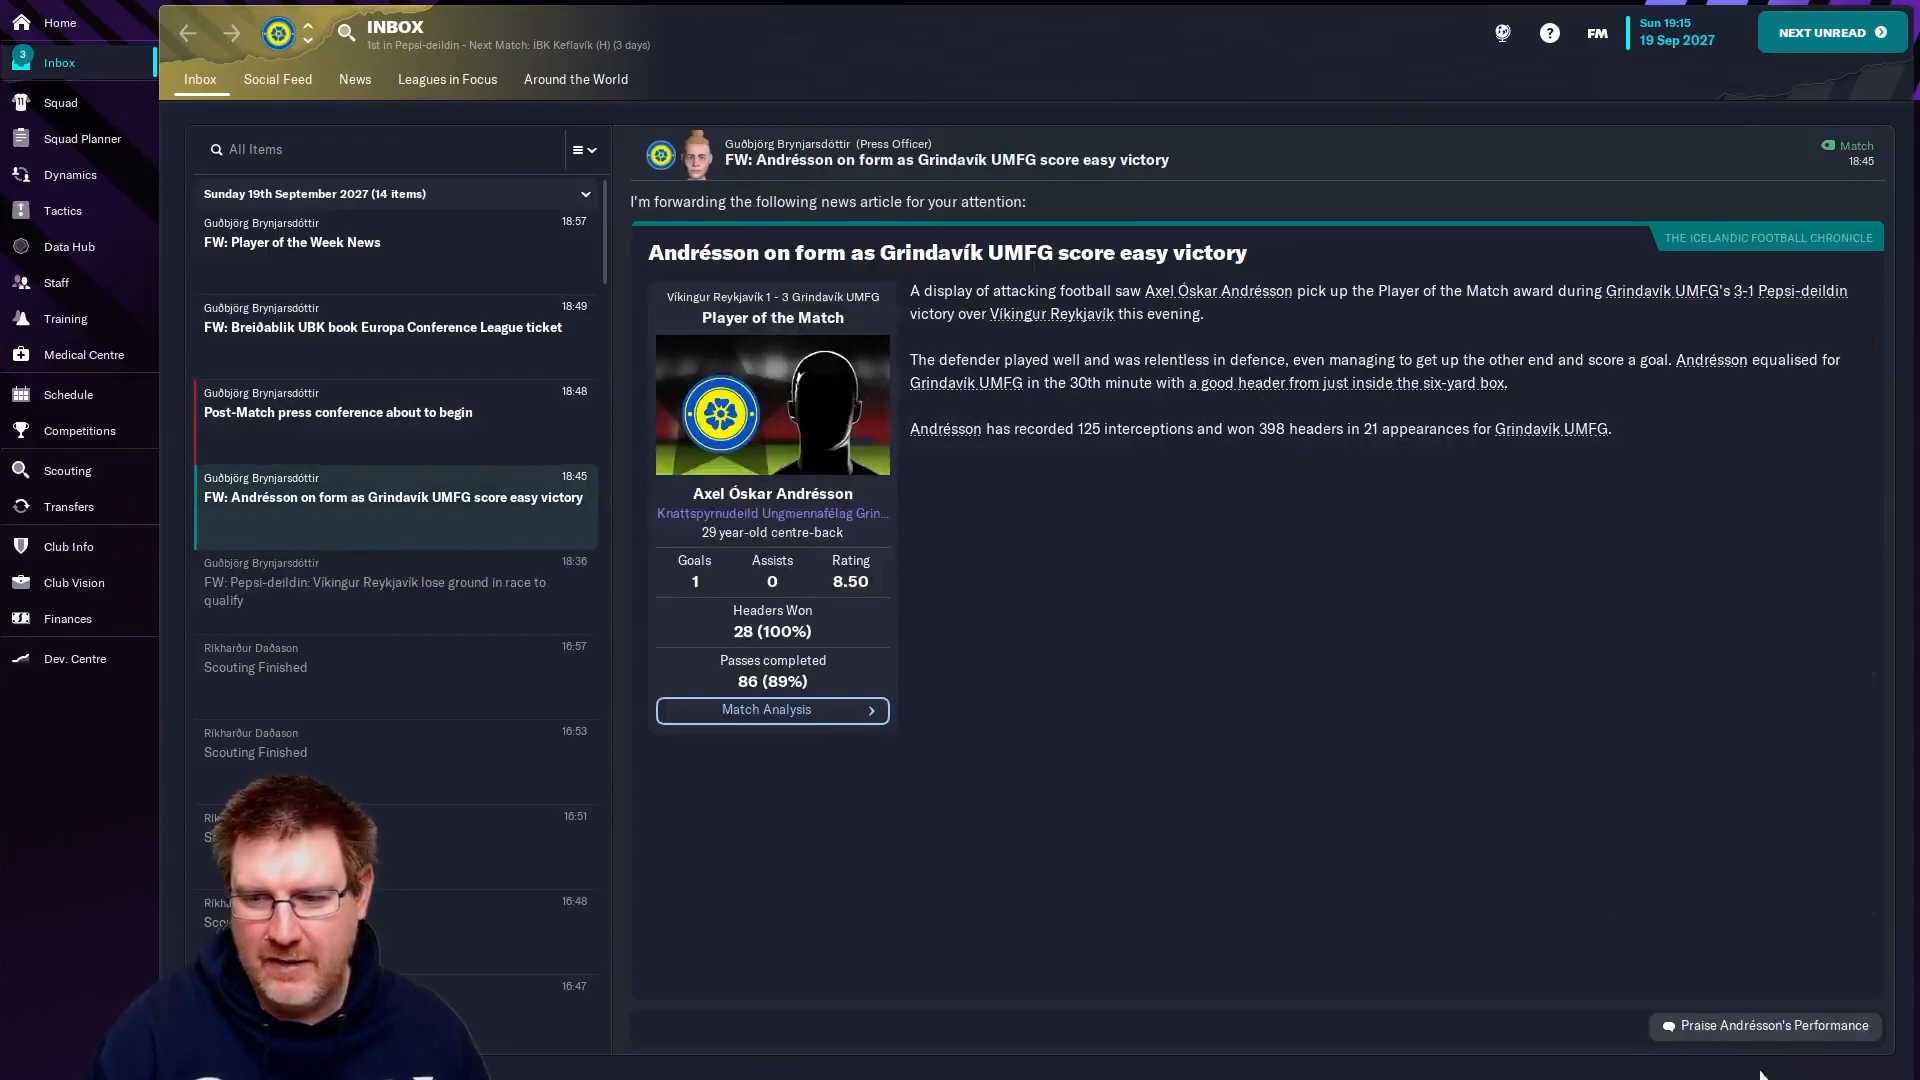 Home
3
Inbox
Squad
Squad Planner
Dynamics
Tactics
Data Hub
Staff
Training
Medical Centre
Schedule
Competitions
Scouting
Transfers
Club Info
Club Vision
Finances
Dev. Centre
INBOX
1st in Pepsi-deildin - Next Match: ÍBK Keflavík (H) (3 days)
FM
Sun 19:15
19 Sep 2027
NEXT UNREAD
Inbox
Social Feed
News
Leagues in Focus
Around the World
All Items
Sunday 19th September 2027 (14 items)
Guðbjörg Brynjarsdóttir 18:57
FW: Player of the Week News
Guðbjörg Brynjarsdóttir 18:49
FW: Breiðablik UBK book Europa Conference League ticket
Guðbjörg Brynjarsdóttir 18:48
Post-Match press conference about to begin
Guðbjörg Brynjarsdóttir 18:45
FW: Andrésson on form as Grindavík UMFG score easy victory
Guðbjörg Brynjarsdóttir 18:36
FW: Pepsi-deildin: Víkingur Reykjavík lose ground in race to
qualify
Ríkharður Daðason 16:57
Scouting Finished
Ríkharður Daðason 16:53
Scouting Finished
16:51
16:48
16:47
Guðbjörg Brynjarsdóttir (Press Officer)
FW: Andrésson on form as Grindavík UMFG score easy victory
Match
18:45
I'm forwarding the following news article for your attention:
THE ICELANDIC FOOTBALL CHRONICLE
Andrésson on form as Grindavík UMFG score easy victory
Víkingur Reykjavík 1 - 3 Grindavík UMFG
Player of the Match
Axel Óskar Andrésson
Knattspyrnudeild Ungmennafélag Grin...
29 year-old centre-back
Goals Assists Rating
1 0 8.50
Headers Won
28 (100%)
Passes completed
86 (89%)
Match Analysis
A display of attacking football saw Axel Óskar Andrésson pick up the Player of the Match award during Grindavík UMFG's 3-1 Pepsi-deildin
victory over Víkingur Reykjavík this evening.
The defender played well and was relentless in defence, even managing to get up the other end and score a goal. Andrésson equalised for
Grindavík UMFG in the 30th minute with a good header from just inside the six-yard box.
Andrésson has recorded 125 interceptions and won 398 headers in 21 appearances for Grindavík UMFG.
Praise Andrésson's Performance